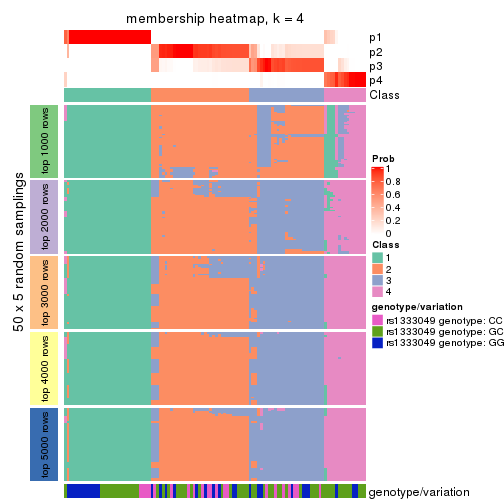 membership heatmap, k = 4
p1
p2
p3
p4
Class
50 x 5 random samplings
top 1000 rows
top 2000 rows
top 3000 rows
top 4000 rows
top 5000 rows
genotype/variation
Prob
1
0.8
0.6
0.4
0.2
0
Class
1
2
3
4
genotype/variation
rs1333049 genotype: CC
rs1333049 genotype: GC
rs1333049 genotype: GG